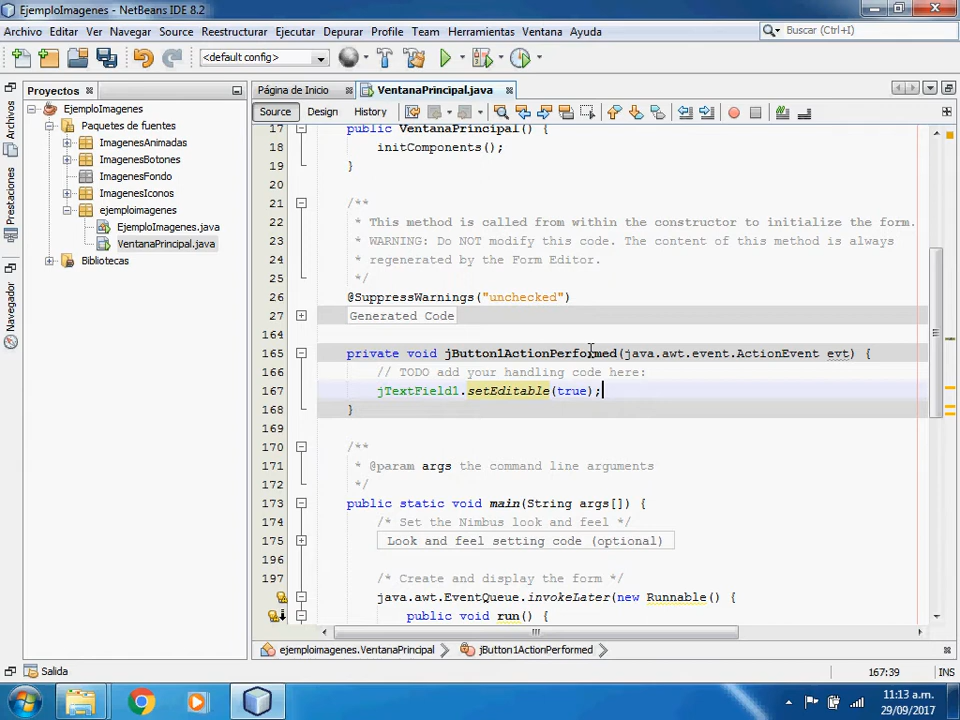 EjemploImagenes - NetBeans IDE 8.2
Archivo Editar Ver Navegar Source Reestructurar Ejecutar Depurar Profile Team Herramientas Ventana Ayuda
Buscar (Ctrl+I)
<default config>
Archivos
Prestaciones
Navegador
Proyectos
EjemploImagenes
Paquetes de fuentes
ImagenesAnimadas
ImagenesBotones
ImagenesFondo
ImagenesIconos
ejemploimagenes
EjemploImagenes.java
VentanaPrincipal.java
Bibliotecas
Página de Inicio VentanaPrincipal.java
Source Design History
17 public VentanaPrincipal() {
18 initComponents();
19 }
20
21 /**
22 * This method is called from within the constructor to initialize the form.
23 * WARNING: Do NOT modify this code. The content of this method is always
24 * regenerated by the Form Editor.
25 */
26 @SuppressWarnings("unchecked")
27 Generated Code
164
165 private void jButton1ActionPerformed(java.awt.event.ActionEvent evt) {
166 // TODO add your handling code here:
167 jTextField1.setEditable(true);
168 }
169
170 /**
171 * @param args the command line arguments
172 */
173 public static void main(String args[]) {
174 /* Set the Nimbus look and feel */
175 Look and feel setting code (optional)
196
197 /* Create and display the form */
java.awt.EventQueue.invokeLater(new Runnable() {
public void run() {
ejemploimagenes.VentanaPrincipal jButton1ActionPerformed
Salida
167:39 INS
11:13 a.m.
29/09/2017